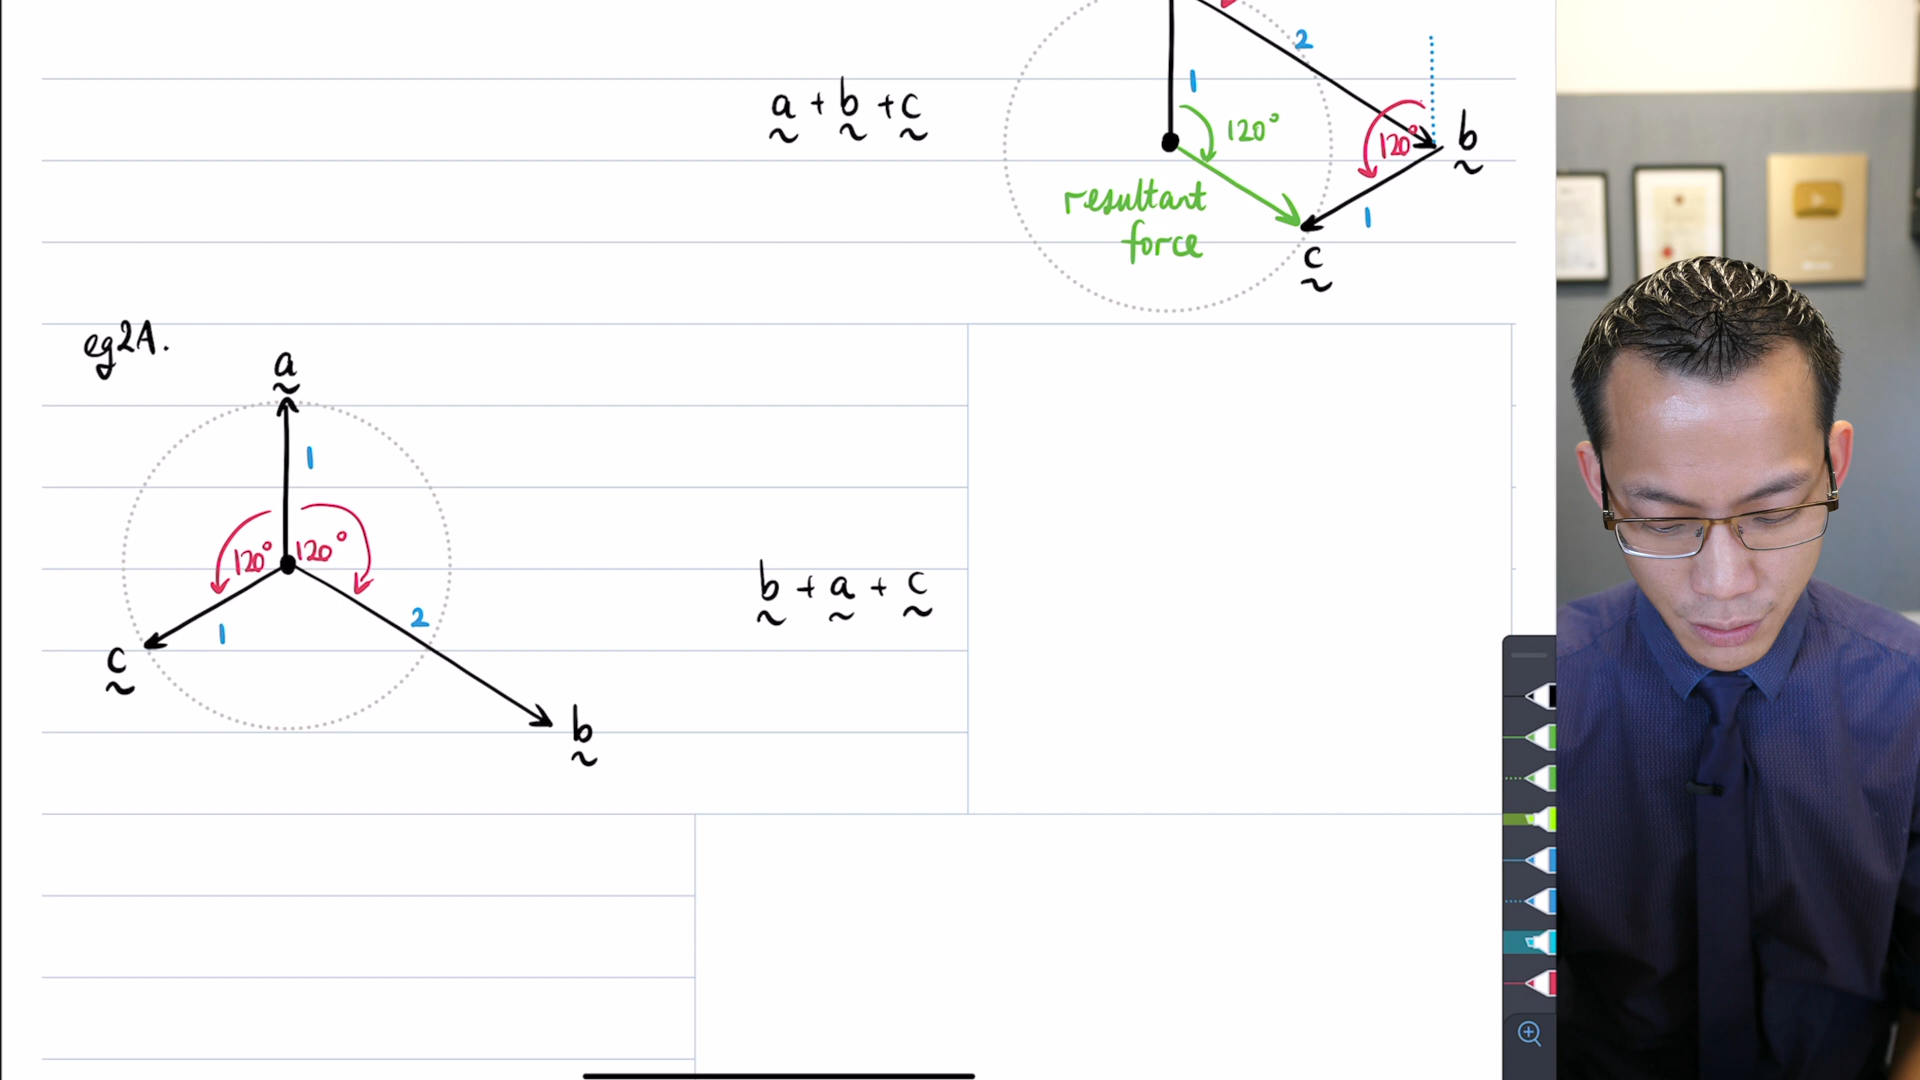 2
1
a + b + c
120°
120°
b
resultant
force
1
c
eg2A.
a
1
120° 120°
b + a + c
2
1
c
b